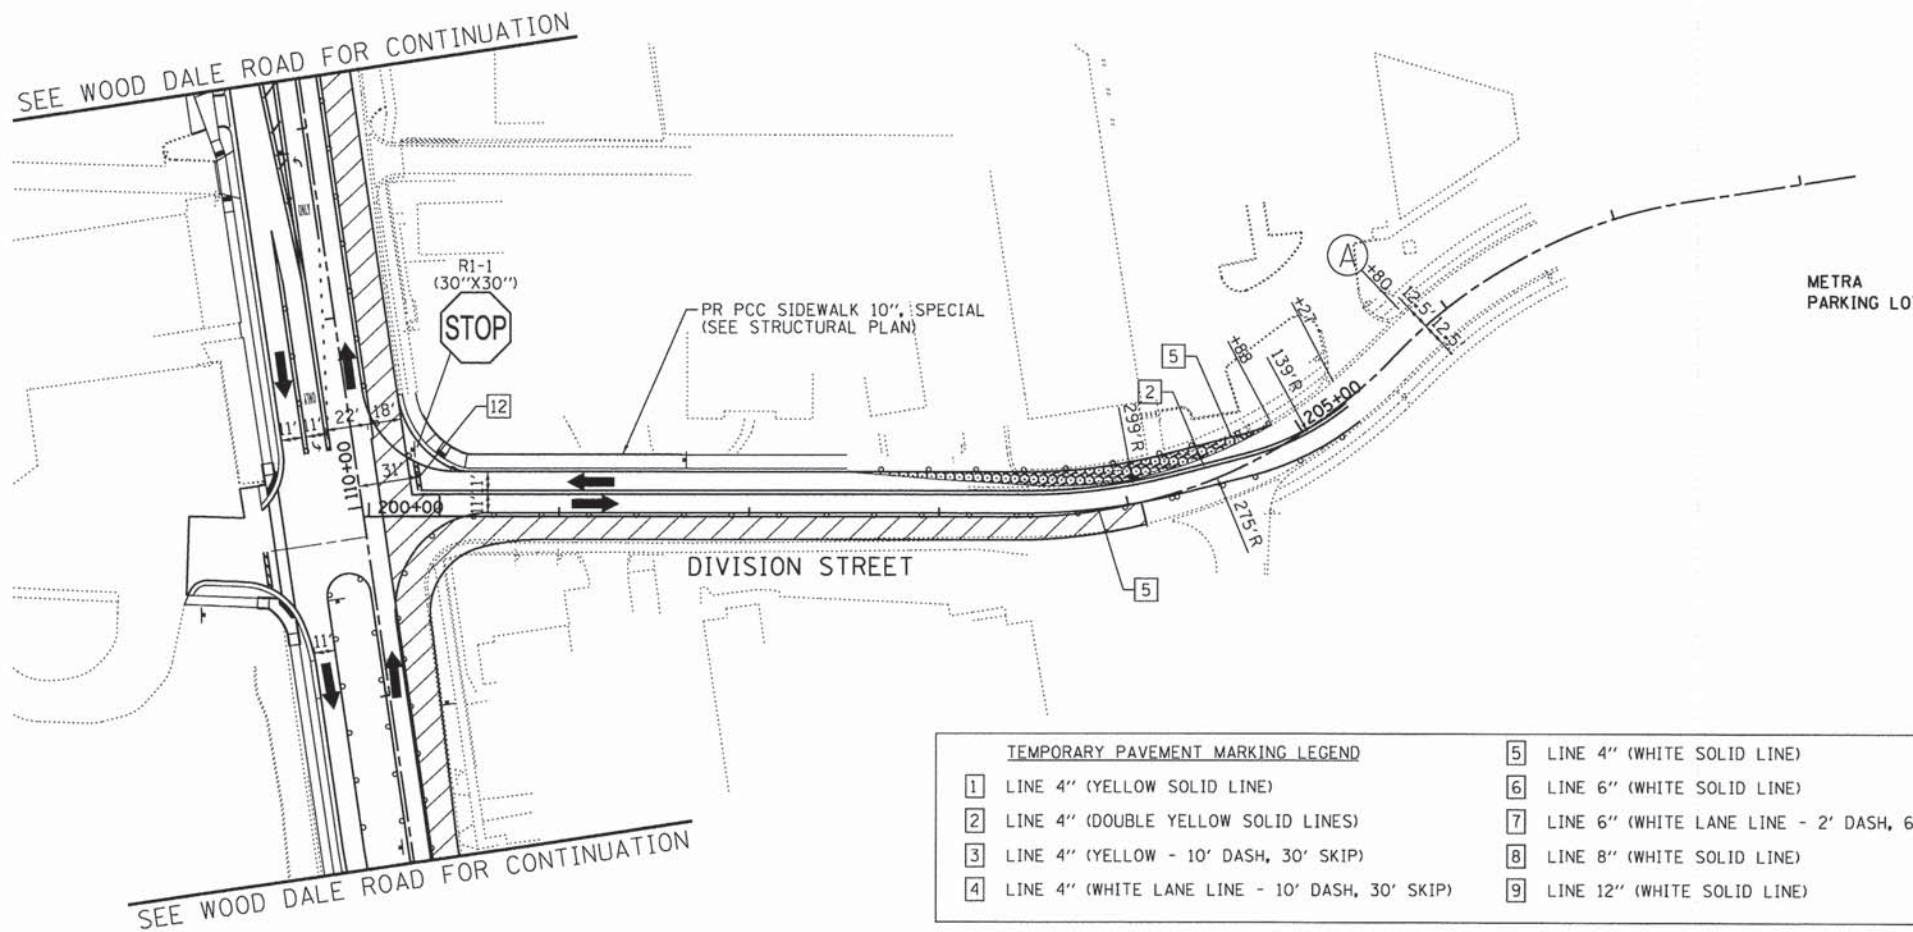 SEE WOOD DALE ROAD FOR CONTINUATION
R1-1
(30"X30")
STOP
PR PCC SIDEWALK 10", SPECIAL
(SEE STRUCTURAL PLAN)
12
5
2
A
+80
12.5' 12.5'
+27
+88
139' R
299' R
205+00
275' R
METRA
PARKING LO
ONLY
11' 11' 22' 18'
31'
110+00
200+00
11' 11'
DIVISION STREET
5
11'
SEE WOOD DALE ROAD FOR CONTINUATION
TEMPORARY PAVEMENT MARKING LEGEND
1 LINE 4" (YELLOW SOLID LINE)
2 LINE 4" (DOUBLE YELLOW SOLID LINES)
3 LINE 4" (YELLOW - 10' DASH, 30' SKIP)
4 LINE 4" (WHITE LANE LINE - 10' DASH, 30' SKIP)
5 LINE 4" (WHITE SOLID LINE)
6 LINE 6" (WHITE SOLID LINE)
7 LINE 6" (WHITE LANE LINE - 2' DASH, 6
8 LINE 8" (WHITE SOLID LINE)
9 LINE 12" (WHITE SOLID LINE)